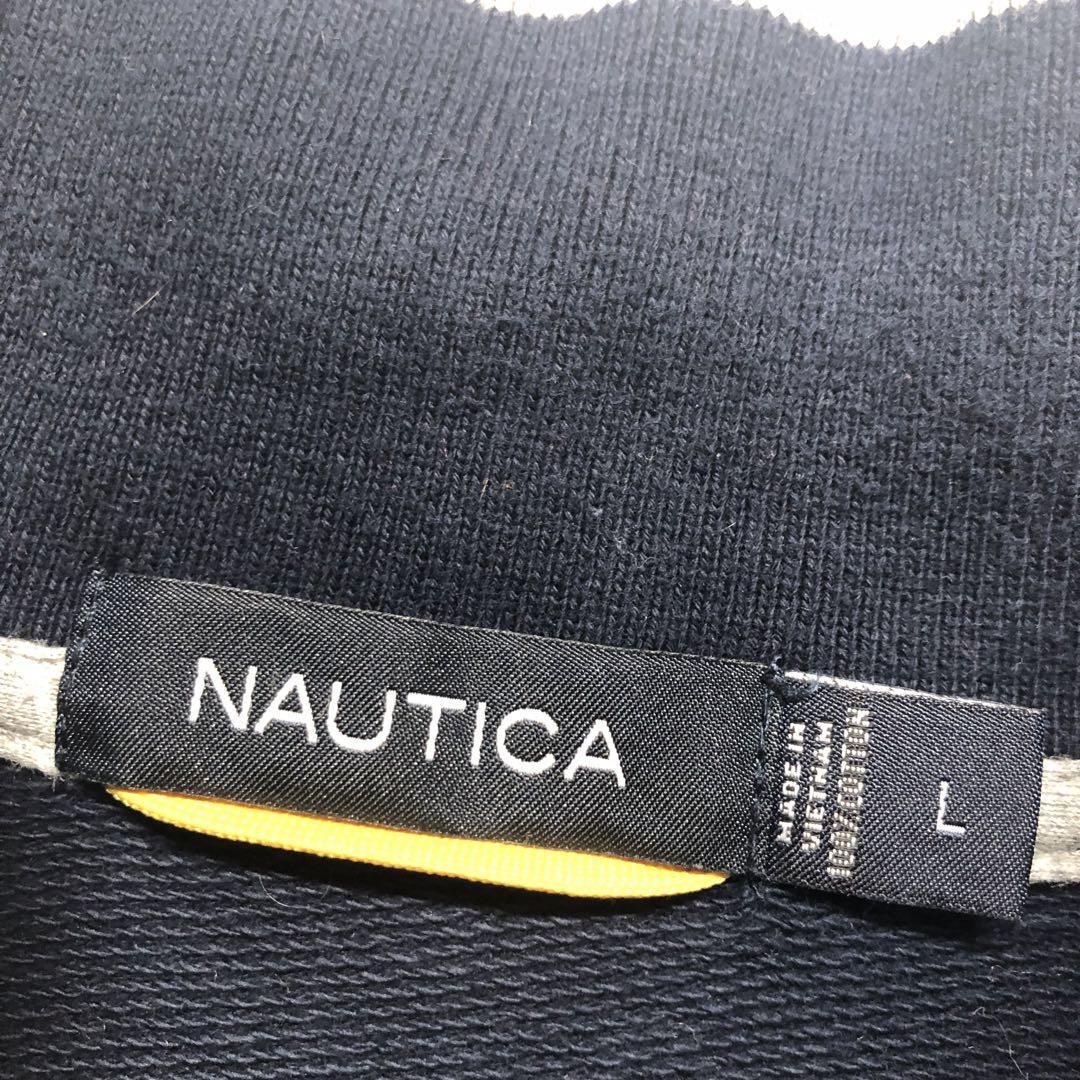 NAUTICA
MADE IN
VIETNAM
100% COTTON
L